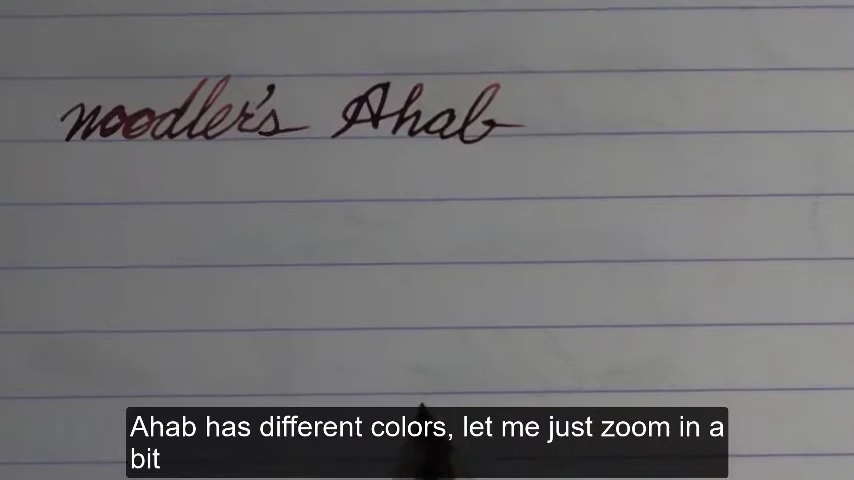 noodler's Ahab
Ahab has different colors, let me just zoom in a
bit